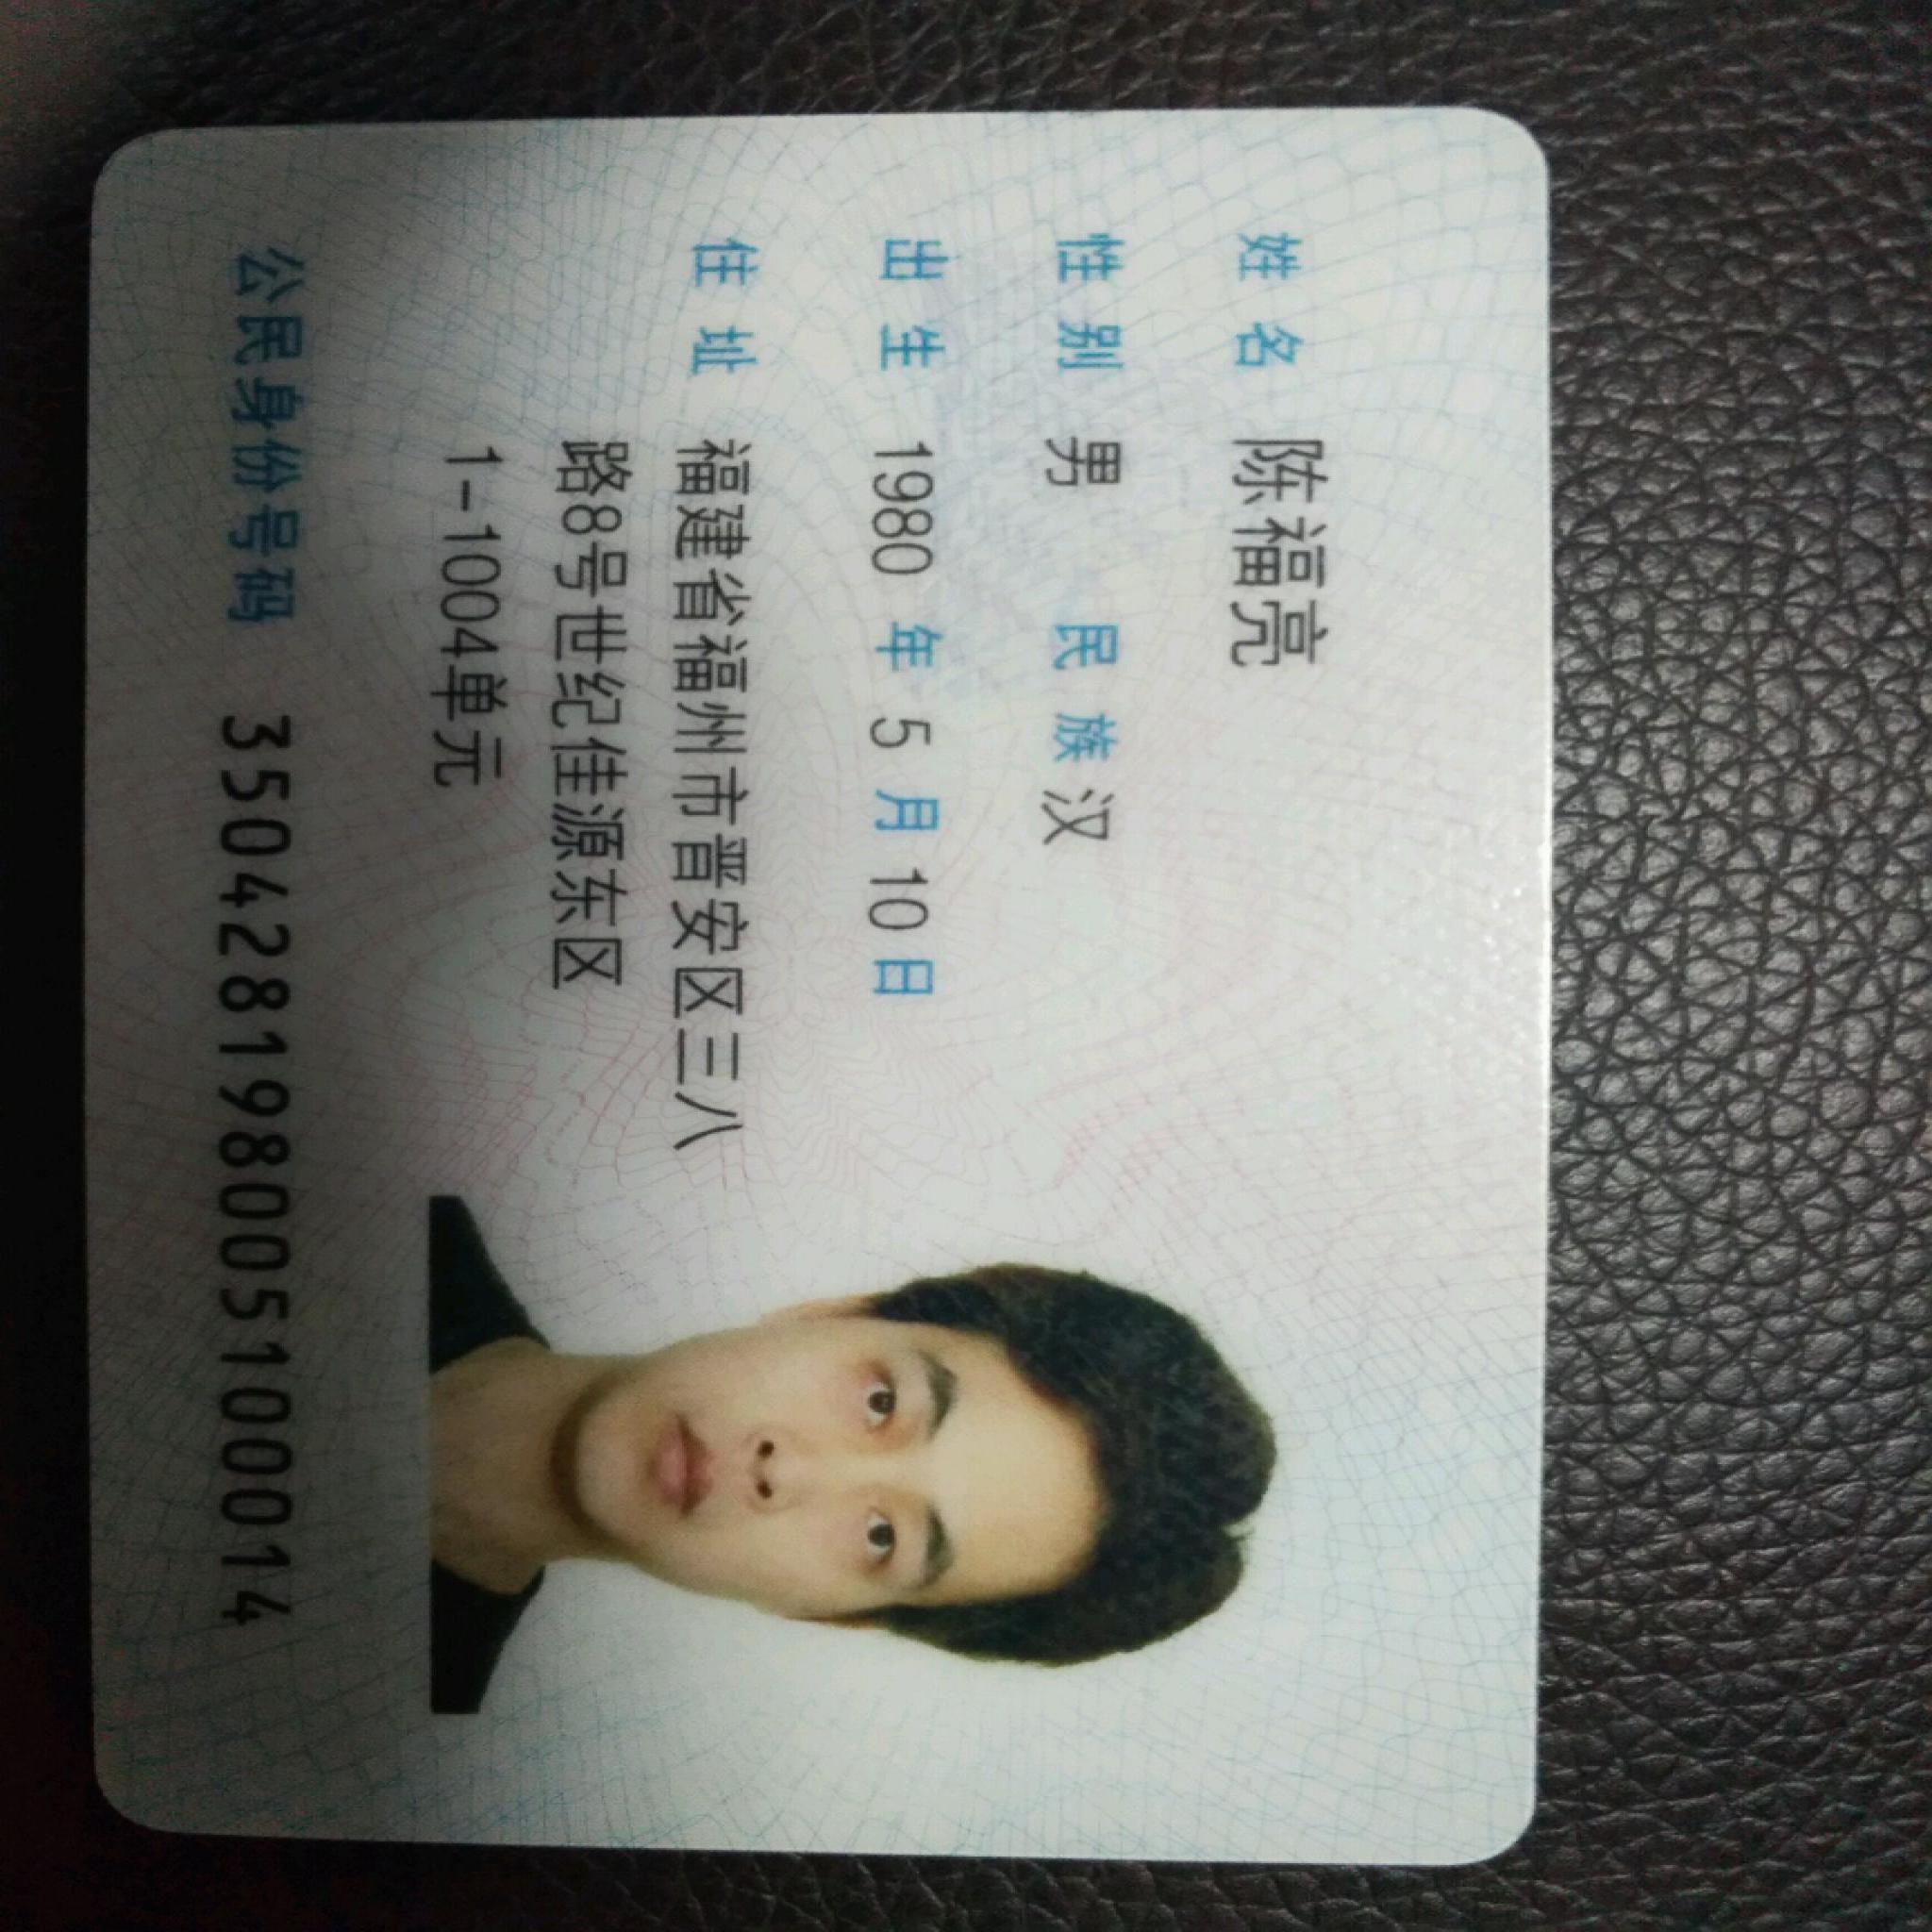 姓名 陈福亮
性别 男 民族 汉
出生 1980 年 5 月 10 日
住址 福建省福州市晋安区三八
路8号世纪佳源东区
1-1004单元
公民身份号码 350428198005100014